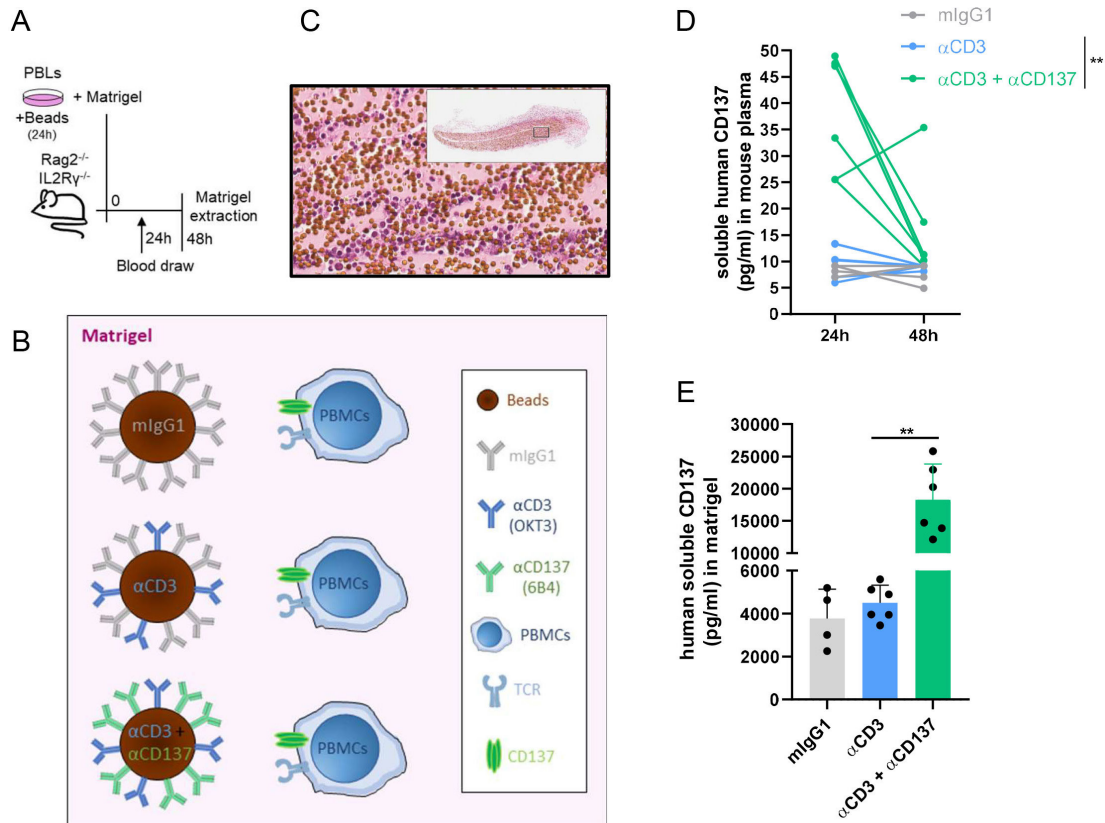 A
PBLs
+ Matrigel
+Beads
(24h)
Rag2-/-
IL2Rγ-/-
0
24h
48h
Matrigel
extraction
Blood draw
C
B
Matrigel
mIgG1
PBMCs
αCD3
PBMCs
αCD3 +
αCD137
PBMCs
Beads
mIgG1
αCD3
(OKT3)
αCD137
(6B4)
PBMCs
TCR
CD137
D
mIgG1
αCD3
αCD3 + αCD137
**
soluble human CD137
(pg/ml) in mouse plasma
50
45
40
35
30
25
20
15
10
5
0
24h
48h
E
**
human soluble CD137
(pg/ml) in matrigel
30000
25000
20000
15000
10000
6000
4000
2000
0
mIgG1
αCD3
αCD3 + αCD137